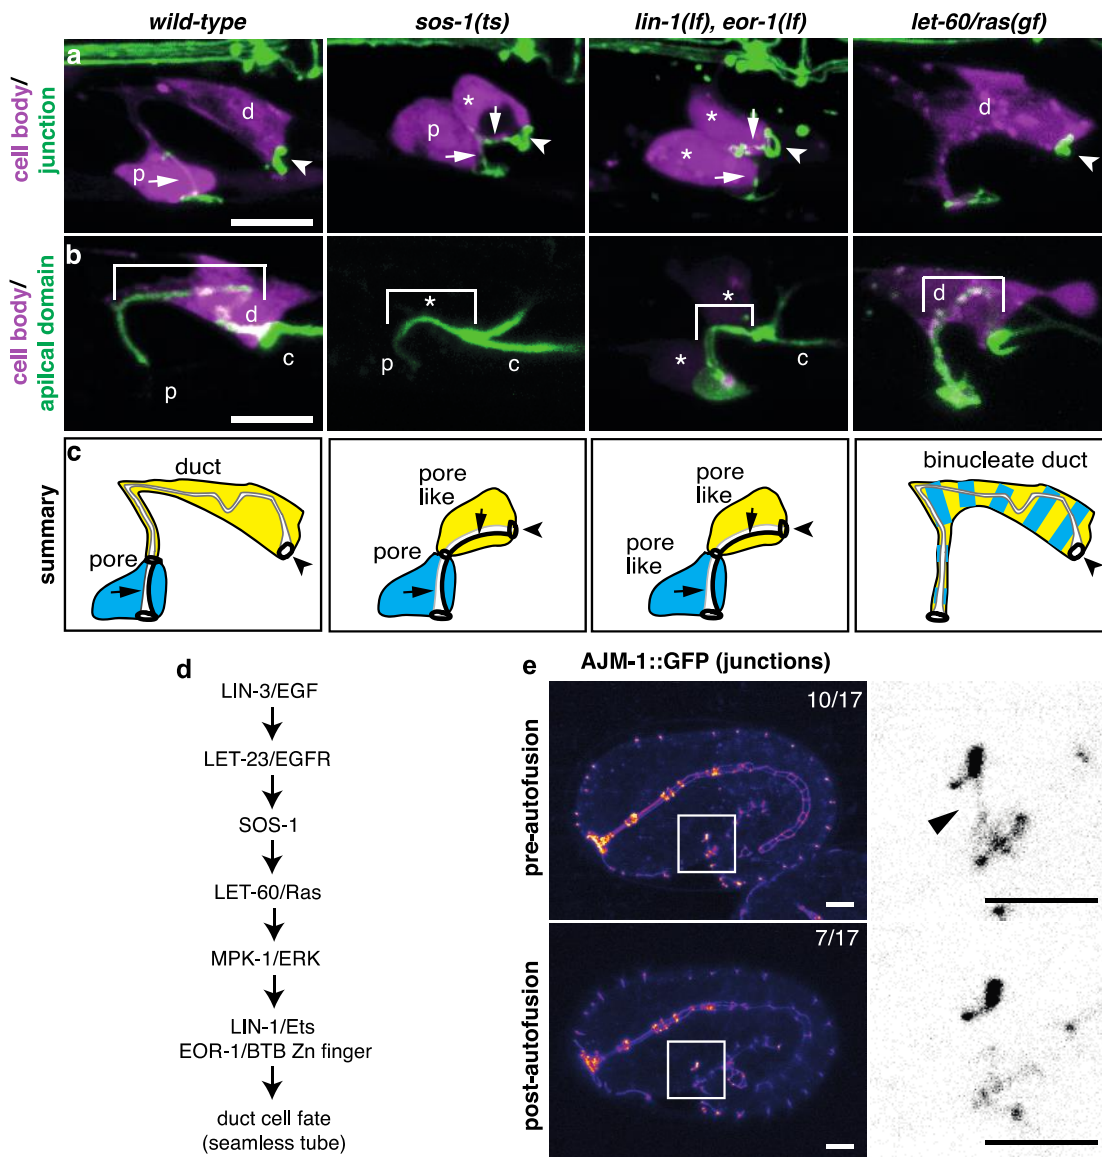 wild-type
sos-1(ts)
lin-1(lf), eor-1(lf)
let-60/ras(gf)
cell body/
junction
a
d
p
*
p
*
*
d
cell body/
apilcal domain
b
d
c
p
*
p
c
*
*
c
d
summary
c
duct
pore
pore
like
pore
pore
like
pore
like
binucleate duct
d
LIN-3/EGF
LET-23/EGFR
SOS-1
LET-60/Ras
MPK-1/ERK
LIN-1/Ets
EOR-1/BTB Zn finger
duct cell fate
(seamless tube)
e
AJM-1::GFP (junctions)
pre-autofusion
10/17
post-autofusion
7/17